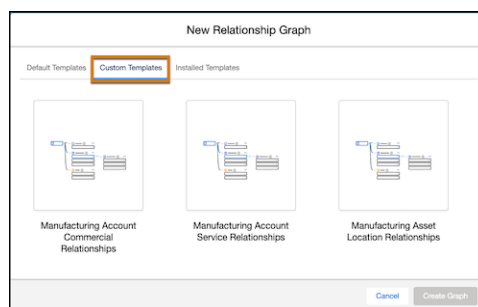 New Relationship Graph
Default Templates Custom Templates Installed Templates
Manufacturing Account
Commercial
Relationships
Manufacturing Account
Service Relationships
Manufacturing Asset
Location Relationships
Cancel Create Graph